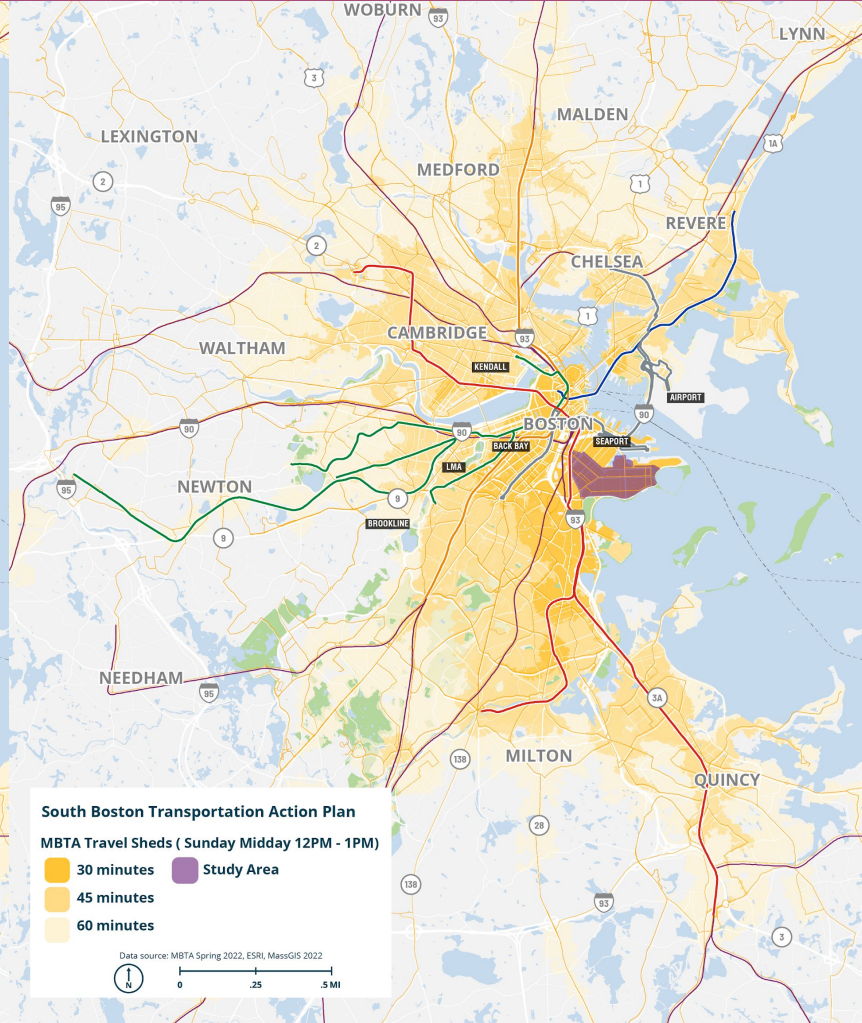 WOBURN
93
LYNN
3
MALDEN
LEXINGTON
1A
MEDFORD
2
1
95
REVERE
2
CHELSEA
1
CAMBRIDGE
93
WALTHAM
KENDALL
AIRPORT
90
90
BOSTON
90
SEAPORT
BACK BAY
LMA
95
NEWTON
9
93
BROOKLINE
9
NEEDHAM
95
3A
138
MILTON
QUINCY
28
138
93
3
South Boston Transportation Action Plan
MBTA Travel Sheds ( Sunday Midday 12PM - 1PM)
30 minutes
Study Area
45 minutes
60 minutes
Data source: MBTA Spring 2022, ESRI, MassGIS 2022
N
0 .25 .5 MI